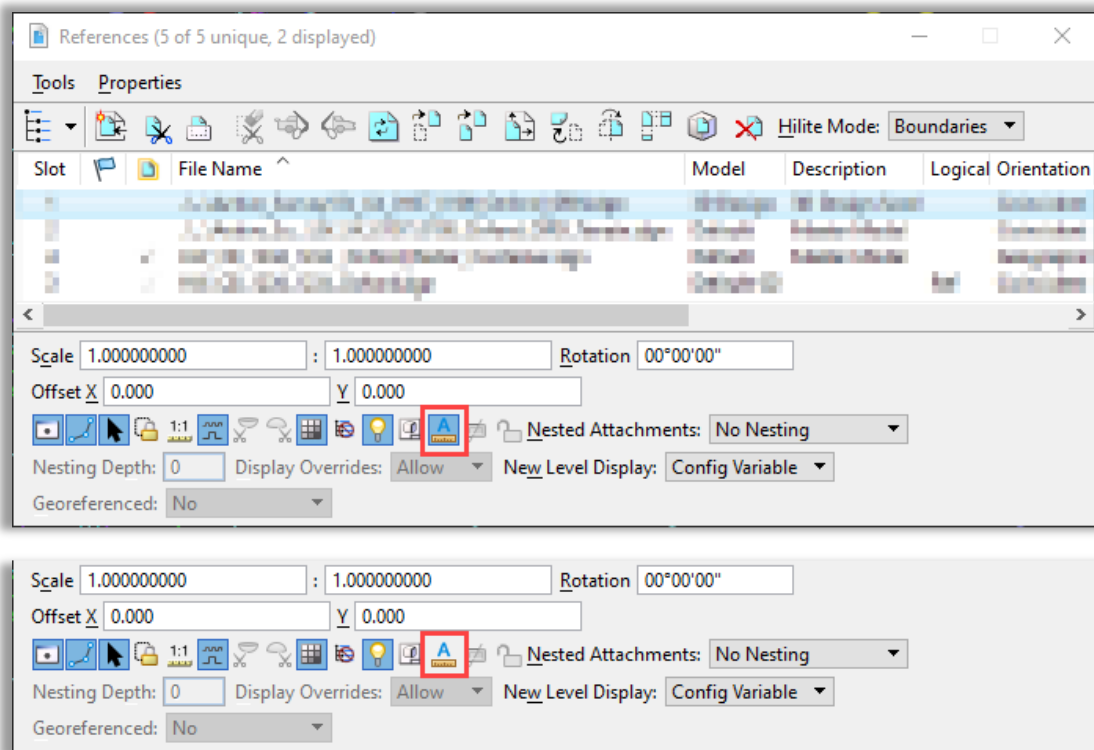 References (5 of 5 unique, 2 displayed)
Tools Properties
Hilite Mode: Boundaries
Slot File Name Model Description Logical Orientation
Scale 1.000000000 : 1.000000000 Rotation 00°00'00"
Offset X 0.000 Y 0.000
1:1 A Nested Attachments: No Nesting
Nesting Depth: 0 Display Overrides: Allow New Level Display: Config Variable
Georeferenced: No
Scale 1.000000000 : 1.000000000 Rotation 00°00'00"
Offset X 0.000 Y 0.000
1:1 A Nested Attachments: No Nesting
Nesting Depth: 0 Display Overrides: Allow New Level Display: Config Variable
Georeferenced: No